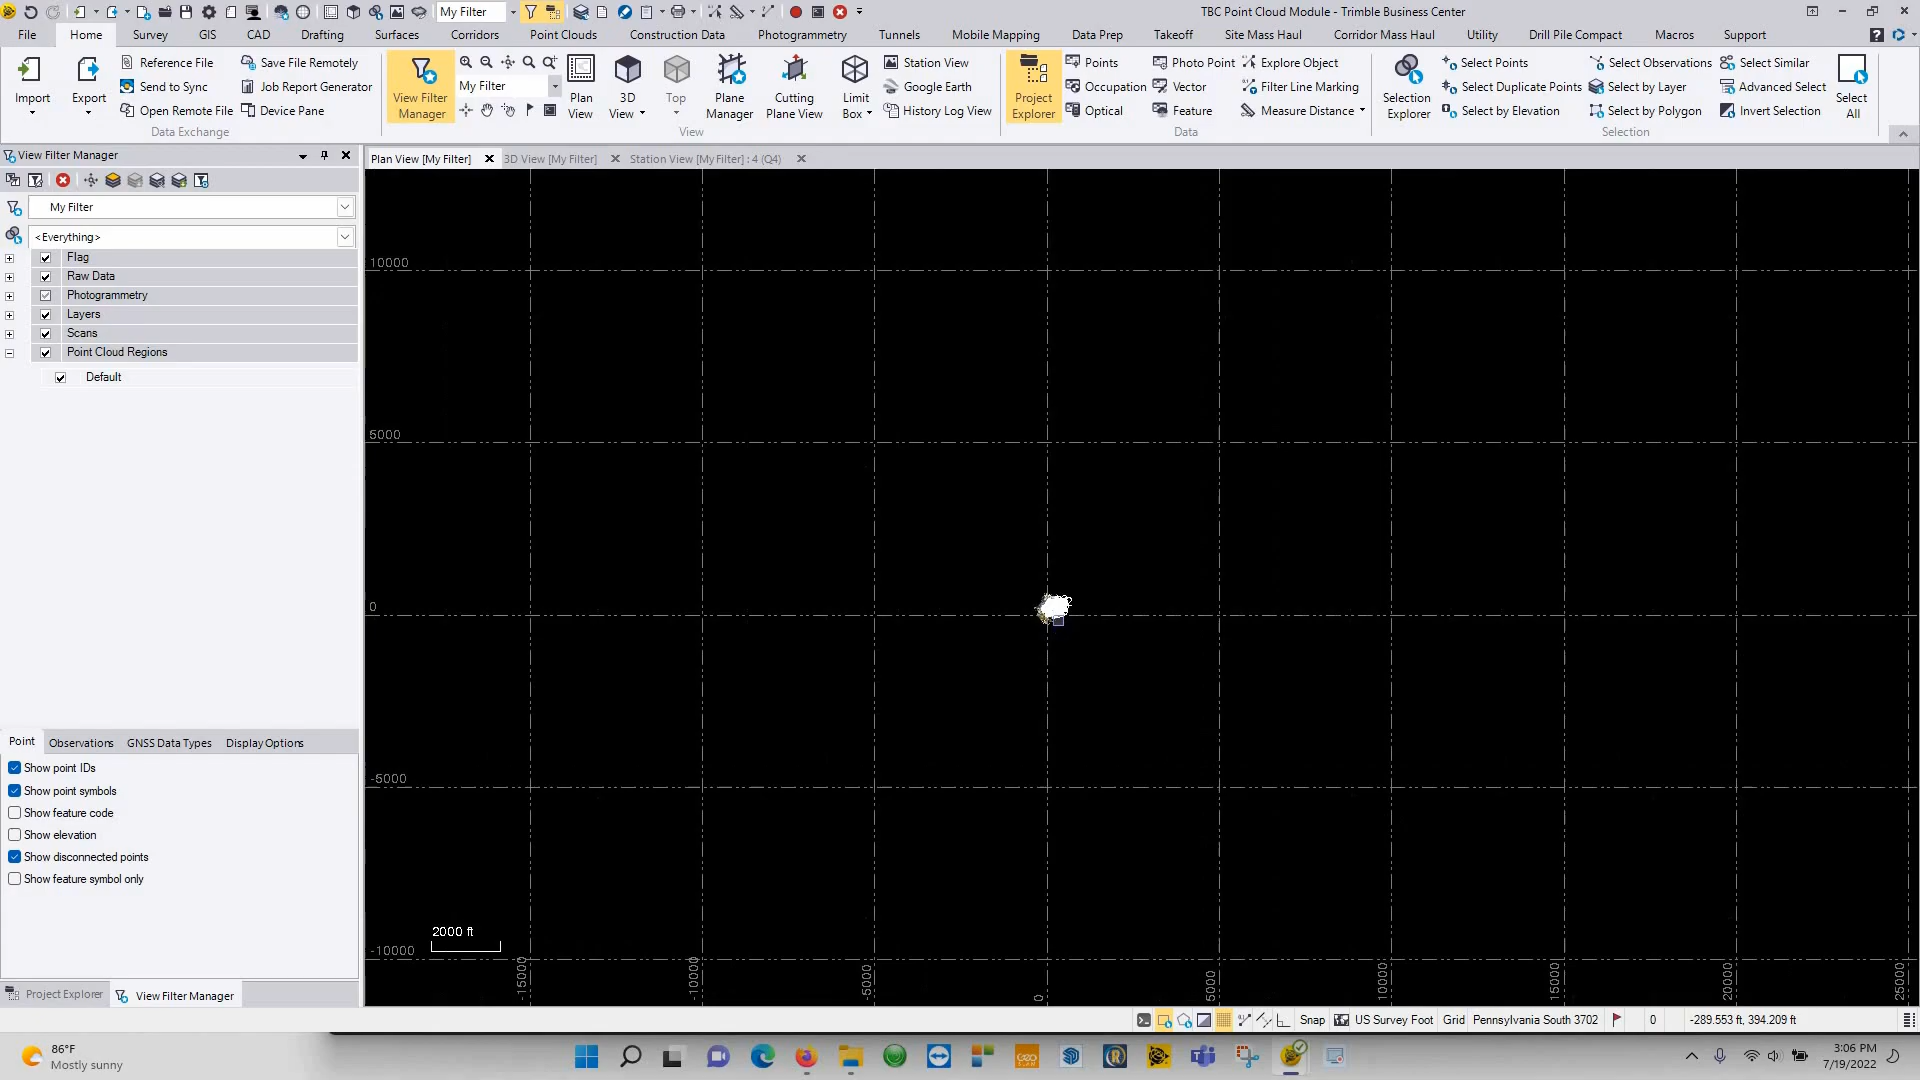 My Filter
TBC Point Cloud Module - Trimble Business Center
File Home Survey GIS CAD Drafting Surfaces Corridors Point Clouds Construction Data Photogrammetry Tunnels Mobile Mapping Data Prep Takeoff Site Mass Haul Corridor Mass Haul Utility Drill Pile Compact Macros Support
Import
Export
Reference File
Send to Sync
Open Remote File
Save File Remotely
Job Report Generator
Device Pane
Data Exchange
View Filter
Manager
My Filter
Plan
View
3D
View
Top
Plane
Manager
Cutting
Plane View
Limit
Box
Station View
Google Earth
History Log View
View
Project
Explorer
Points
Occupation
Optical
Photo Point
Vector
Feature
Explore Object
Filter Line Marking
Measure Distance
Data
Selection
Explorer
Select Points
Select Duplicate Points
Select by Elevation
Select Observations
Select by Layer
Select by Polygon
Select Similar
Advanced Select
Invert Selection
Select
All
Selection
View Filter Manager
My Filter
<Everything>
Flag
Raw Data
Photogrammetry
Layers
Scans
Point Cloud Regions
Default
Point Observations GNSS Data Types Display Options
Show point IDs
Show point symbols
Show feature code
Show elevation
Show disconnected points
Show feature symbol only
Project Explorer View Filter Manager
Plan View [My Filter] 3D View [My Filter] Station View [My Filter] : 4 (Q4)
10000
5000
0
-5000
-10000
2000 ft
-15000 -10000 -5000 0 5000 10000 15000 20000 25000
Snap US Survey Foot Grid Pennsylvania South 3702 0 -289.553 ft, 394.209 ft
86°F
Mostly sunny
3:06 PM
7/19/2022